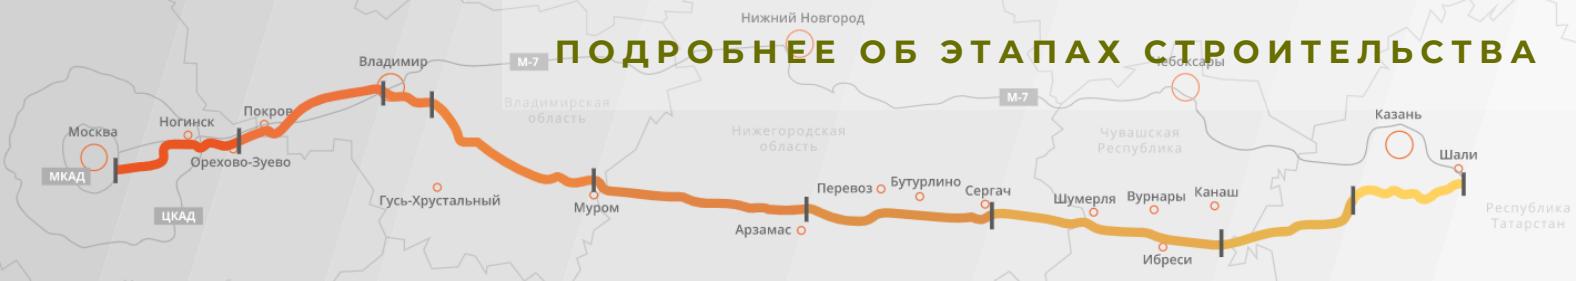 Нижний Новгород
ПОДРОБНЕЕ ОБ ЭТАПАХ СТРОИТЕЛЬСТВА
Владимир
М-7
Чебоксары
М-7
Владимирская
область
Покров
Ногинск
Москва
Орехово-Зуево
МКАД
ЦКАД
Гусь-Хрустальный
Муром
Нижегородская
область
Арзамас
Перевоз
Бутурлино
Сергач
Чувашская
Республика
Шумерля
Вурнары
Канаш
Ибреси
Казань
Шали
Республика
Татарстан